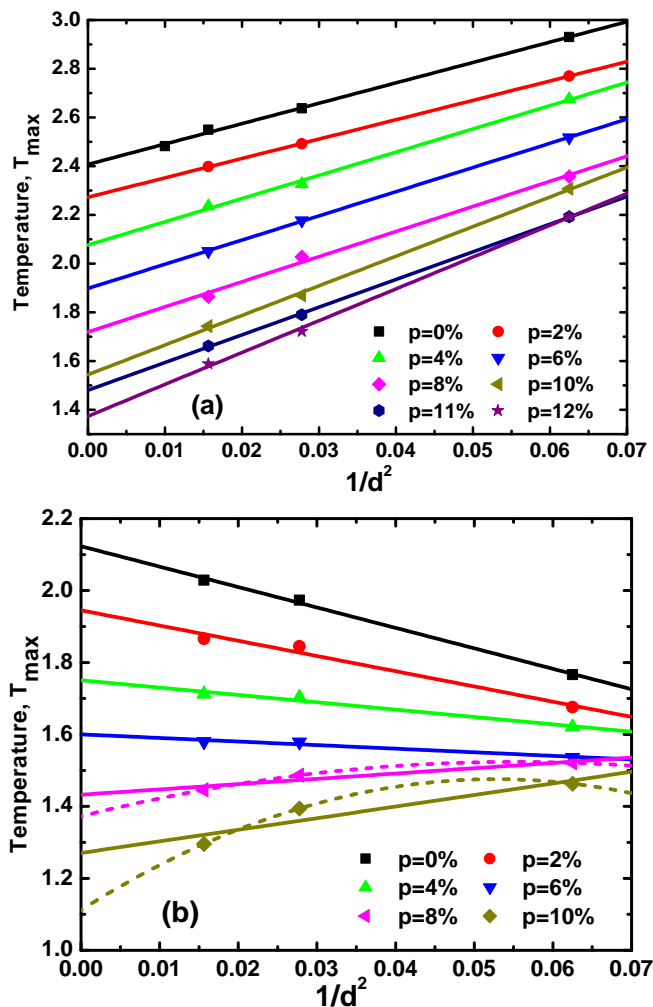 3.0
2.8
2.6
2.4
2.2
2.0
1.8
1.6
1.4
Temperature, T_max
p=0% p=2%
p=4% p=6%
p=8% p=10%
p=11% p=12%
(a)
0.00 0.01 0.02 0.03 0.04 0.05 0.06 0.07
1/d²
2.2
2.0
1.8
1.6
1.4
1.2
1.0
Temperature, T_max
p=0% p=2%
p=4% p=6%
p=8% p=10%
(b)
0.00 0.01 0.02 0.03 0.04 0.05 0.06 0.07
1/d²